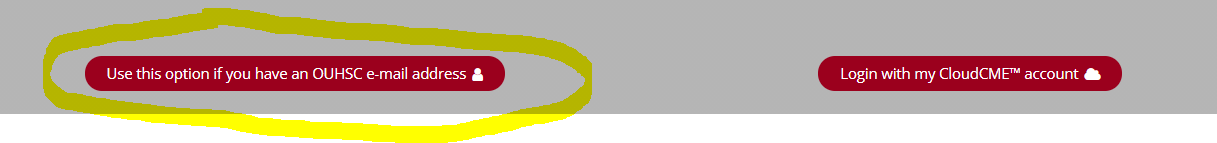 Use this option if you have an OUHSC e-mail address
Login with my CloudCME™ account